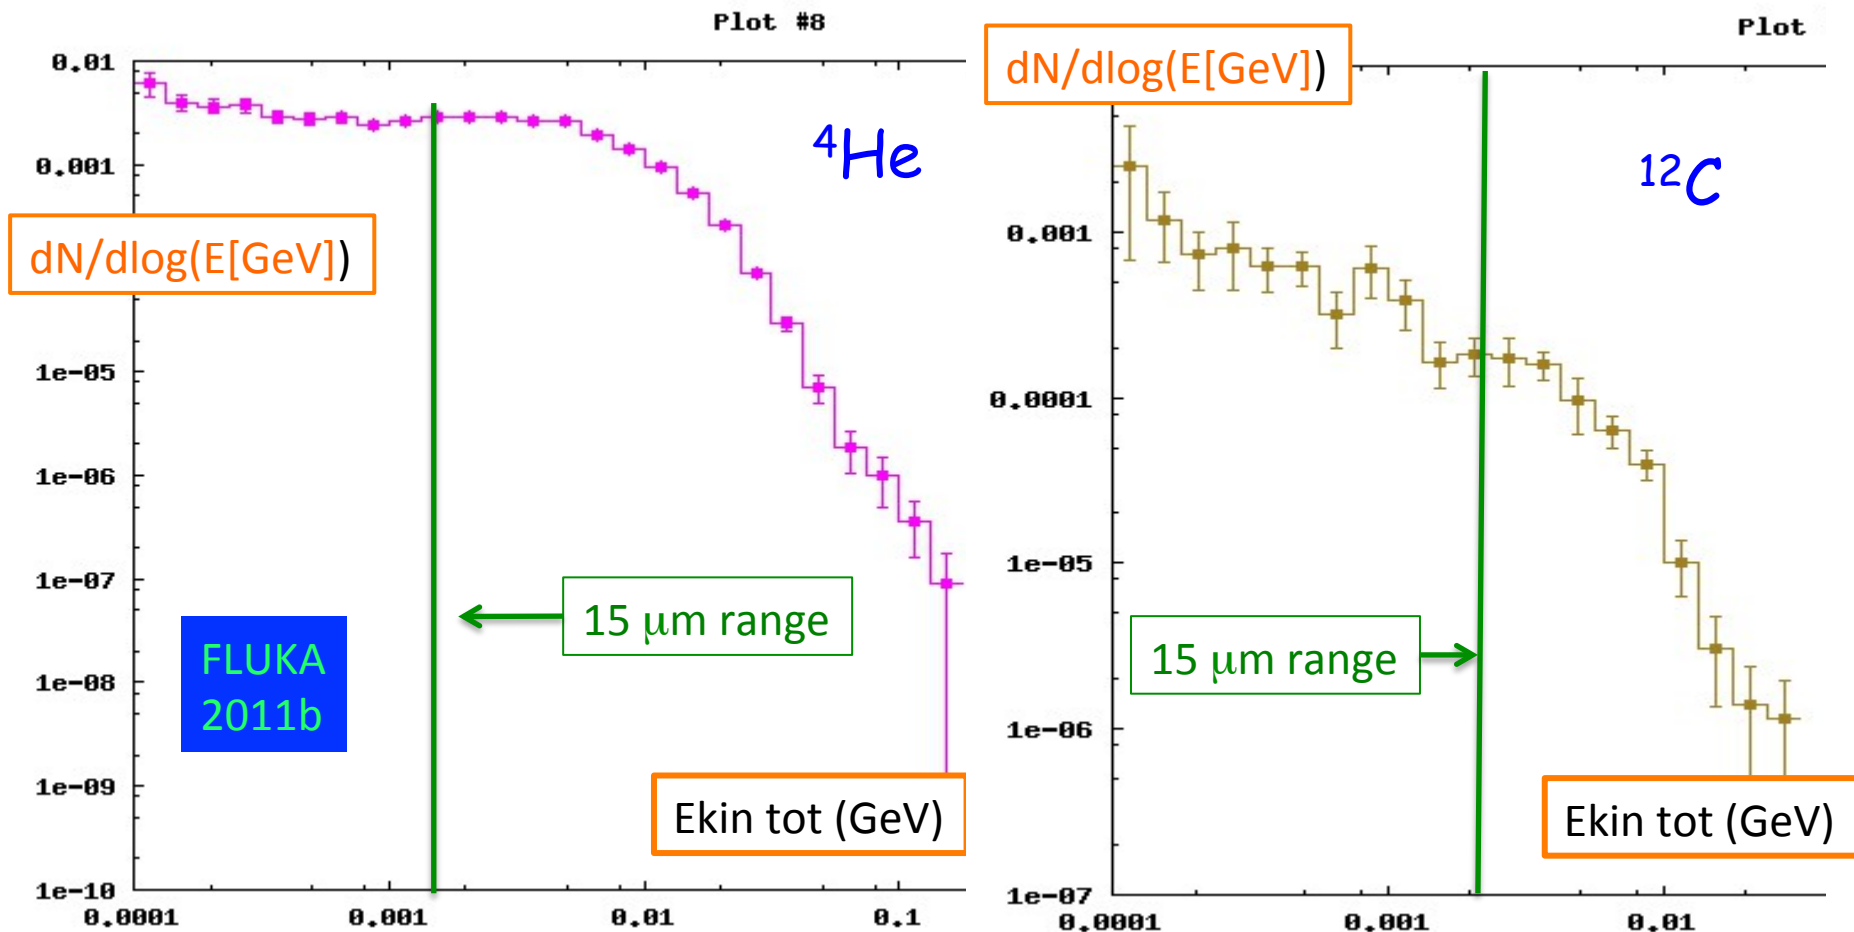 Plot #8
0.01
0.001
dN/dlog(E[GeV])
1e-05
1e-06
1e-07
1e-08
1e-09
1e-10
0.0001
0.001
0.01
0.1
⁴He
15 μm range
FLUKA
2011b
Ekin tot (GeV)
Plot
dN/dlog(E[GeV])
0.001
0.0001
1e-05
1e-06
1e-07
0.0001
0.001
0.01
¹²C
15 μm range
Ekin tot (GeV)